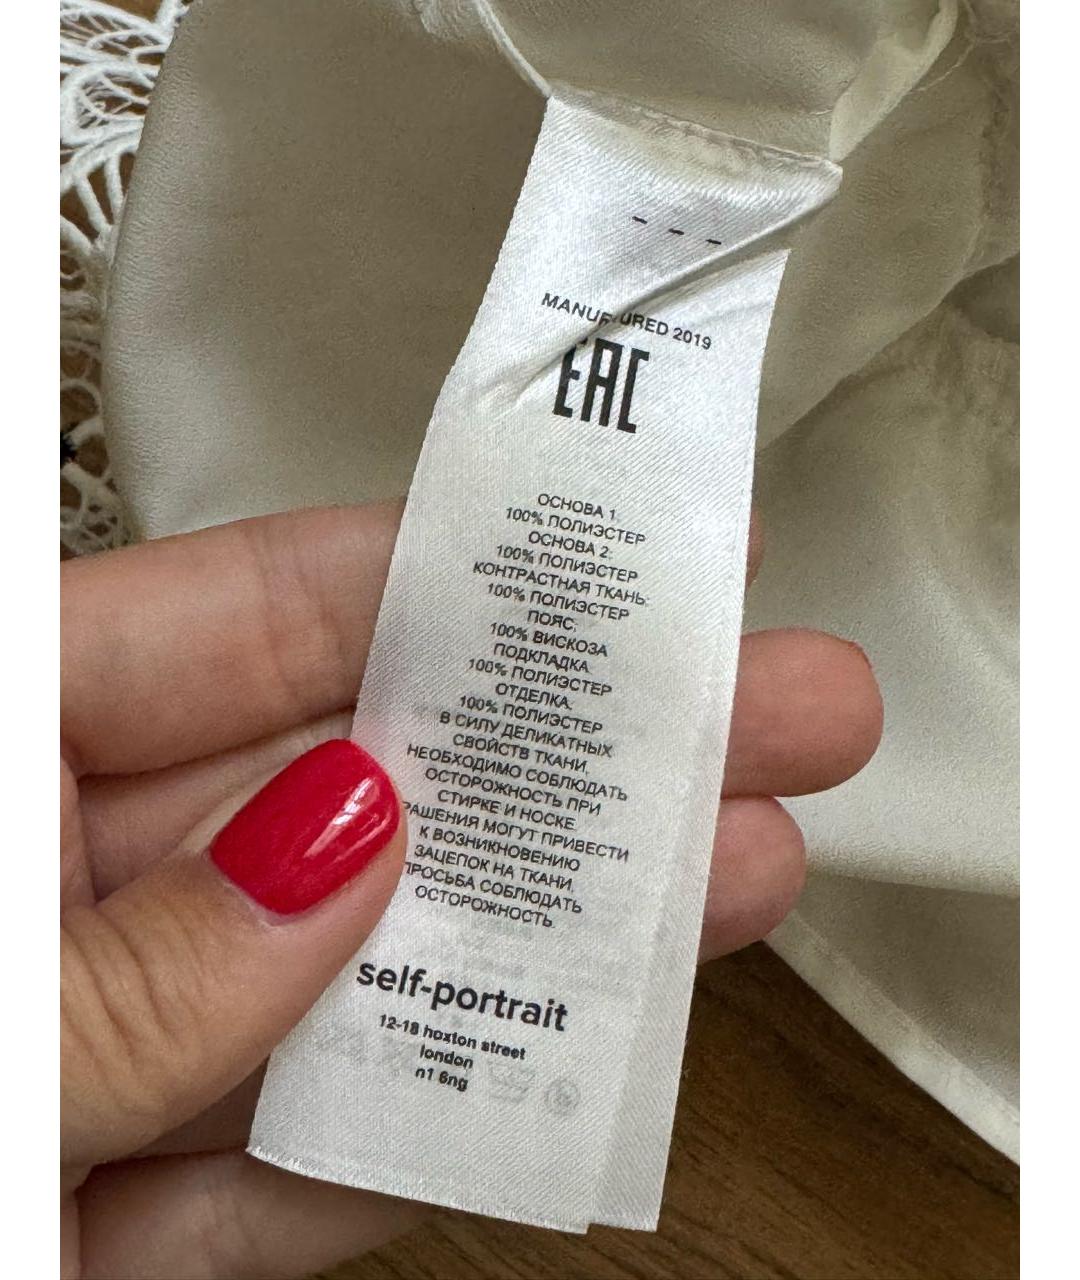 - - -
2019
EAC
ОСНОВА 1.
100% ПОЛИЭСТЕР
ОСНОВА 2:
100% ПОЛИЭСТЕР
КОНТРАСТНАЯ ТКАНЬ:
100% ПОЛИЭСТЕР
ПОЯС:
100% ВИСКОЗА
ПОДКЛАДКА
100% ПОЛИЭСТЕР
ОТДЕЛКА:
100% ПОЛИЭСТЕР
В СИЛУ ДЕЛИКАТНЫХ
СВОЙСТВ ТКАНИ,
НЕОБХОДИМО СОБЛЮДАТЬ
ОСТОРОЖНОСТЬ ПРИ
СТИРКЕ И НОСКЕ.
МОГУТ ПРИВЕСТИ
К ВОЗНИКНОВЕНИЮ
ЗАЦЕПОК НА ТКАНИ.
ПРОСЬБА СОБЛЮДАТЬ
ОСТОРОЖНОСТЬ.
self-portrait
12-18 hoxton street
london
n1 6ng